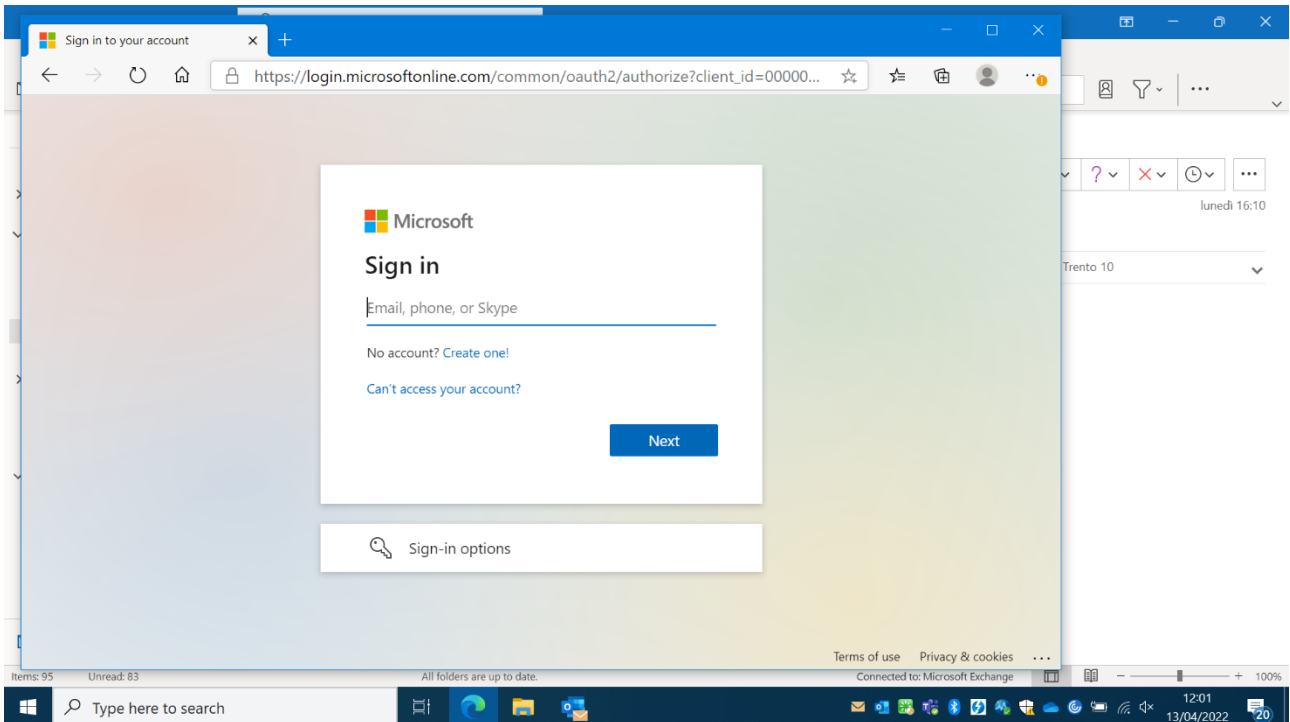 Sign in to your account
https://login.microsoftonline.com/common/oauth2/authorize?client_id=00000...
lunedì 16:10
Trento 10
Microsoft
Sign in
Email, phone, or Skype
No account? Create one!
Can't access your account?
Next
Sign-in options
Terms of use Privacy & cookies ...
Items: 95 Unread: 83 All folders are up to date. Connected to: Microsoft Exchange 100%
Type here to search
12:01
13/04/2022
20